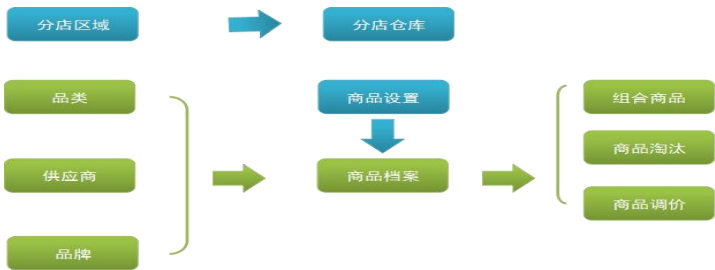 分店区域
分店仓库
品类
商品设置
组合商品
商品淘汰
供应商
商品档案
商品调价
品牌